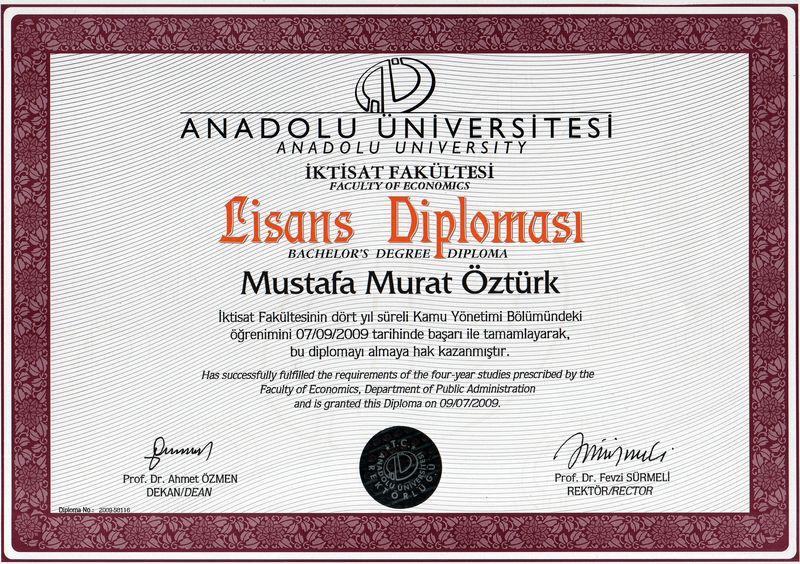 ANADOLU ÜNİVERSİTESİ
ANADOLU UNIVERSITY
İKTİSAT FAKÜLTESİ
FACULTY OF ECONOMICS
Lisans Diploması
BACHELOR'S DEGREE DIPLOMA
Mustafa Murat Öztürk
İktisat Fakültesinin dört yıl süreli Kamu Yönetimi Bölümündeki
öğrenimini 07/09/2009 tarihinde başarı ile tamamlayarak,
bu diplomayı almaya hak kazanmıştır.
Has successfully fulfilled the requirements of the four-year studies prescribed by the
Faculty of Economics, Department of Public Administration
and is granted this Diploma on 09/07/2009.
Prof. Dr. Ahmet ÖZMEN
DEKAN/DEAN
T.C.
ANADOLU ÜNİVERSİTESİ
REKTÖRLÜĞÜ
Prof. Dr. Fevzi SÜRMELİ
REKTÖR/RECTOR
Diploma No : 2009-58116